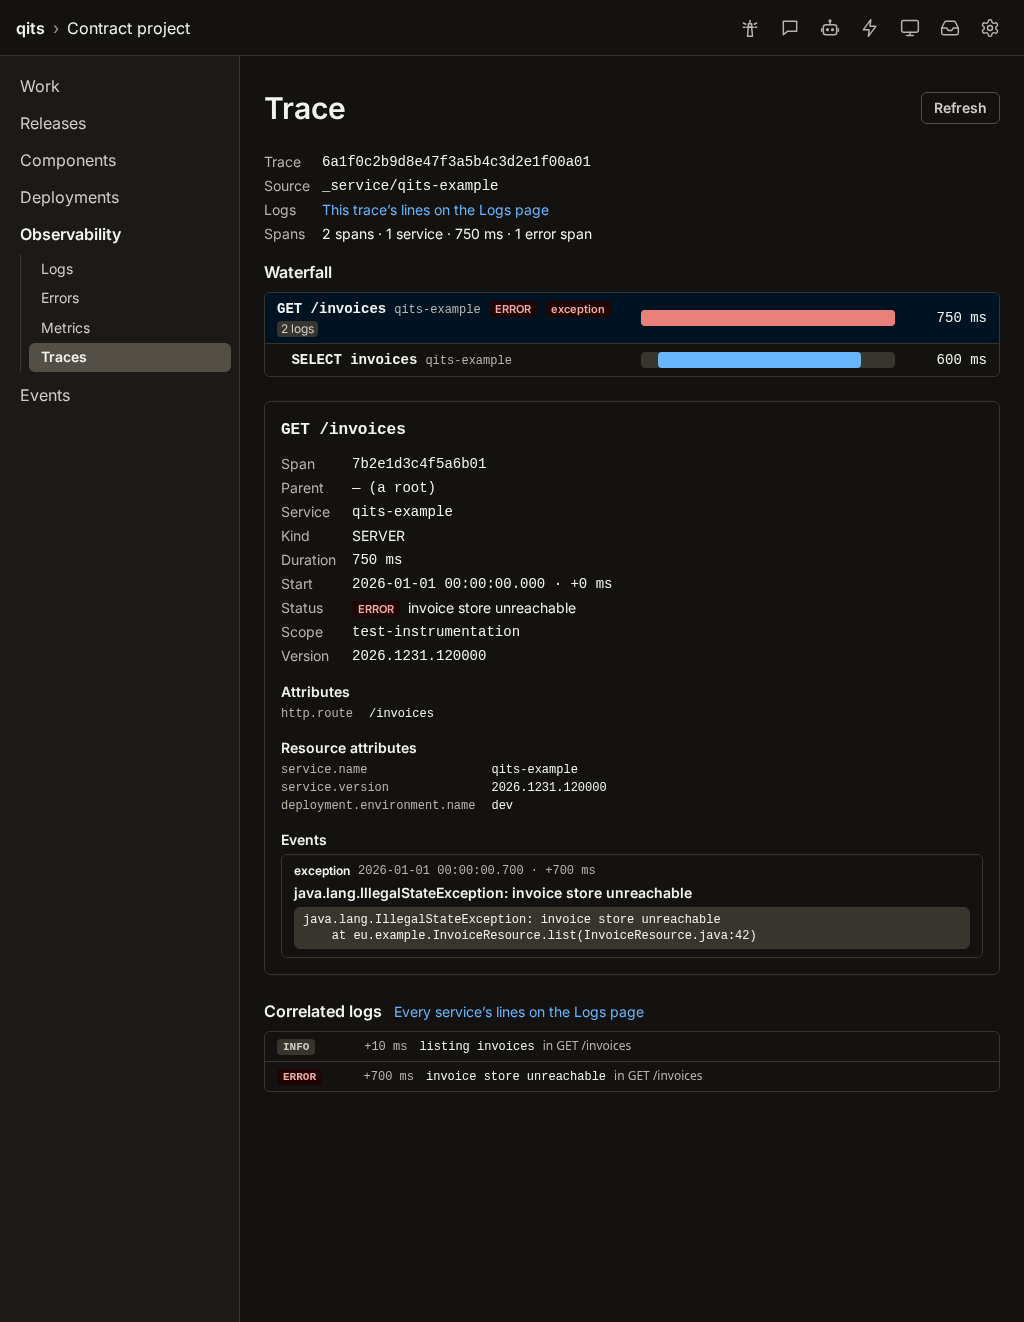 qits › Contract project
Work
Releases
Components
Deployments
Observability
Logs
Errors
Metrics
Traces
Events
Trace
Refresh
Trace 6a1f0c2b9d8e47f3a5b4c3d2e1f00a01
Source _service/qits-example
Logs This trace’s lines on the Logs page
Spans 2 spans · 1 service · 750 ms · 1 error span
Waterfall
GET /invoices qits-example ERROR exception
2 logs
750 ms
SELECT invoices qits-example 600 ms
GET /invoices
Span 7b2e1d3c4f5a6b01
Parent — (a root)
Service qits-example
Kind SERVER
Duration 750 ms
Start 2026-01-01 00:00:00.000 · +0 ms
Status ERROR invoice store unreachable
Scope test-instrumentation
Version 2026.1231.120000
Attributes
http.route /invoices
Resource attributes
service.name qits-example
service.version 2026.1231.120000
deployment.environment.name dev
Events
exception 2026-01-01 00:00:00.700 · +700 ms
java.lang.IllegalStateException: invoice store unreachable
java.lang.IllegalStateException: invoice store unreachable
at eu.example.InvoiceResource.list(InvoiceResource.java:42)
Correlated logs Every service’s lines on the Logs page
INFO +10 ms listing invoices in GET /invoices
ERROR +700 ms invoice store unreachable in GET /invoices